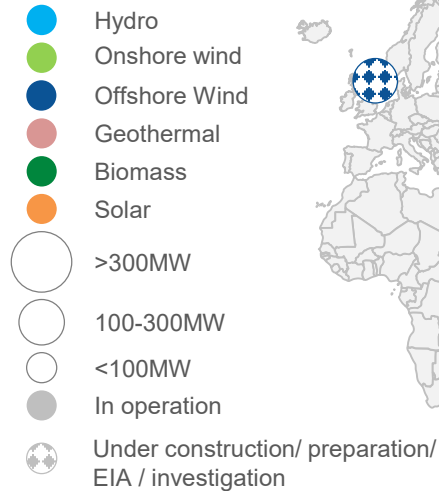 Hydro
Onshore wind
Offshore Wind
Geothermal
Biomass
Solar
>300MW
100-300MW
<100MW
In operation
Under construction/ preparation/
EIA / investigation